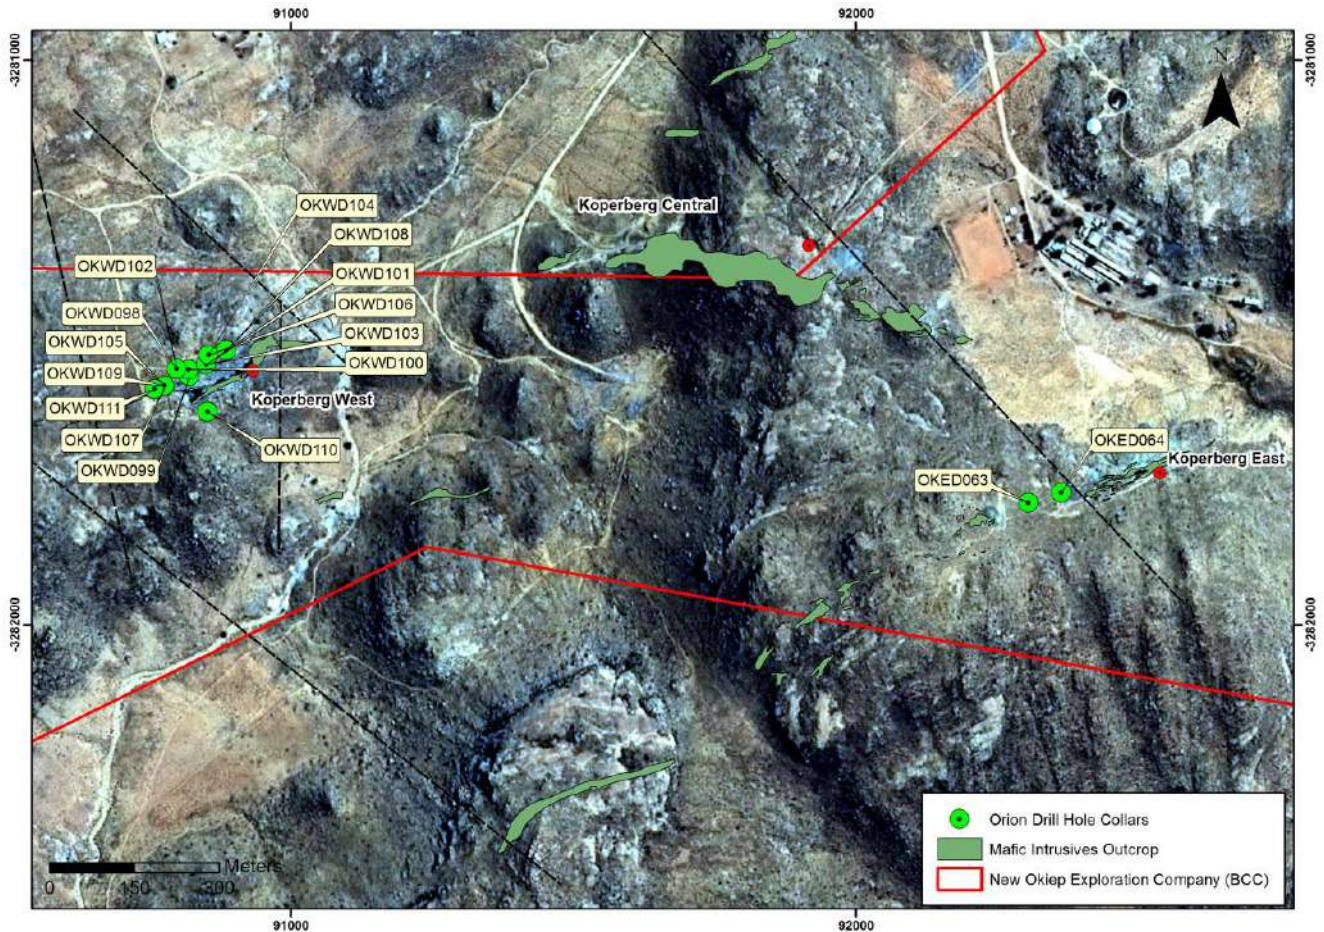 91000
92000
-3281000
-3281000
N
OKWD104
Koperberg Central
OKWD108
OKWD102
OKWD101
OKWD098
OKWD106
OKWD105
OKWD103
OKWD109
OKWD100
OKWD111
Koperberg West
OKWD107
OKWD110
OKWD099
OKED064
Koperberg East
OKED063
-3282000
-3282000
Orion Drill Hole Collars
Mafic Intrusives Outcrop
New Okiep Exploration Company (BCC)
Meters
0 150 300
91000
92000